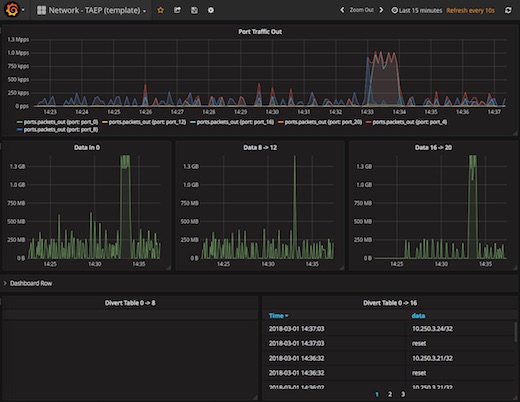 Network - TAEP (template)
Zoom Out
Last 15 minutes
Refresh every 10s
Port Traffic Out
1.3 Mpps
1.0 Mpps
750 kpps
500 kpps
250 kpps
0 pps
14:23 14:24 14:25 14:26 14:27 14:28 14:29 14:30 14:31 14:32 14:33 14:34 14:35 14:36 14:37
ports.packets_out (port: port_0) ports.packets_out (port: port_12) ports.packets_out (port: port_16) ports.packets_out (port: port_20) ports.packets_out (port: port_4)
ports.packets_out (port: port_8)
Data In 0
1.3 GB
1.0 GB
750 MB
500 MB
250 MB
0 B
14:25 14:30 14:35
Data 8 -> 12
1.3 GB
1.0 GB
750 MB
500 MB
250 MB
0 B
14:25 14:30 14:35
Data 16 -> 20
1.3 GB
1.0 GB
750 MB
500 MB
250 MB
0 B
14:25 14:30 14:35
Dashboard Row
Divert Table 0 -> 8
Divert Table 0 -> 16
Time data
2018-03-01 14:37:03 10.250.3.24/32
2018-03-01 14:37:03 reset
2018-03-01 14:36:32 10.250.3.21/32
2018-03-01 14:36:32 reset
2018-03-01 14:36:02 10.250.3.21/32
1 2 3